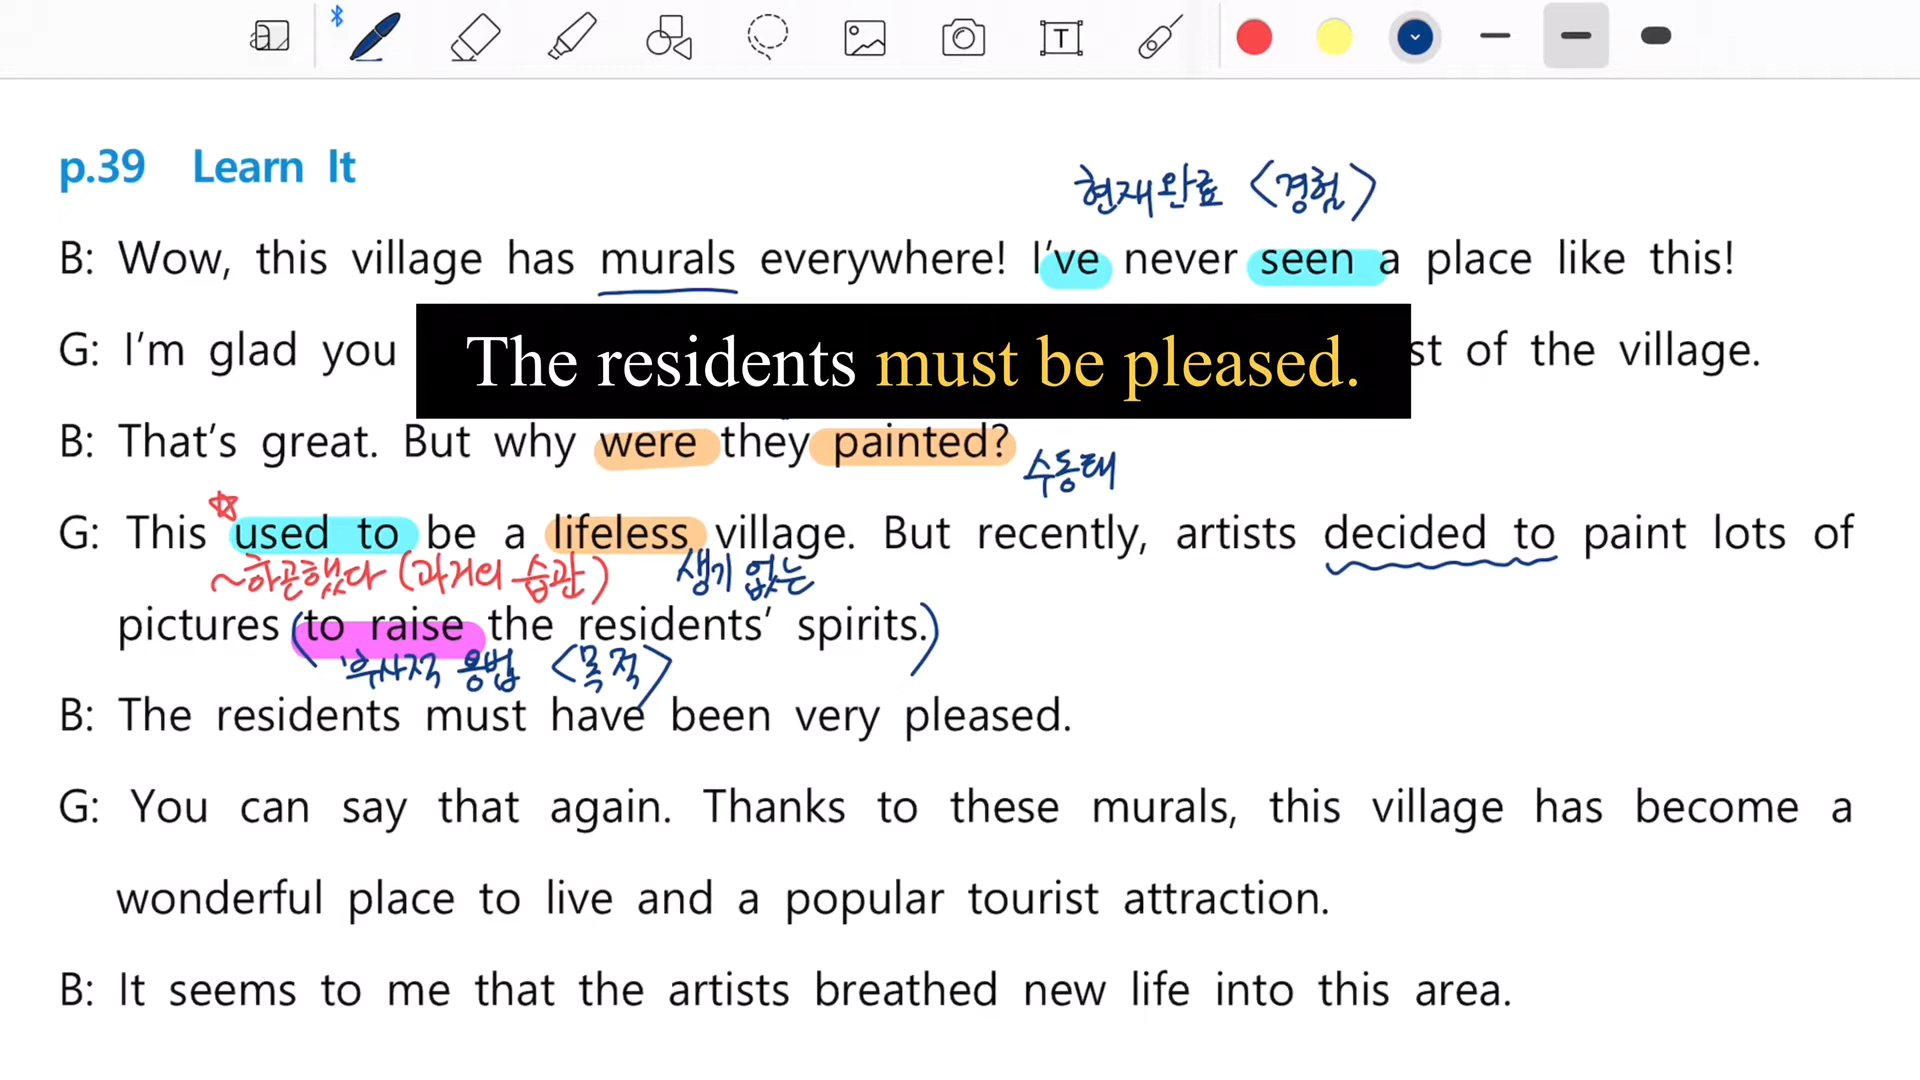 p.39 Learn It
현재완료 <경험>
B: Wow, this village has murals everywhere! I've never seen a place like this!
G: I'm glad you
The residents must be pleased.
st of the village.
B: That's great. But why were they painted?
수동태
G: This used to be a lifeless village. But recently, artists decided to paint lots of
~하곤했다 (과거의 습관) 생기 없는
pictures (to raise the residents' spirits.)
부사적 용법 <목적>
B: The residents must have been very pleased.
G: You can say that again. Thanks to these murals, this village has become a
wonderful place to live and a popular tourist attraction.
B: It seems to me that the artists breathed new life into this area.